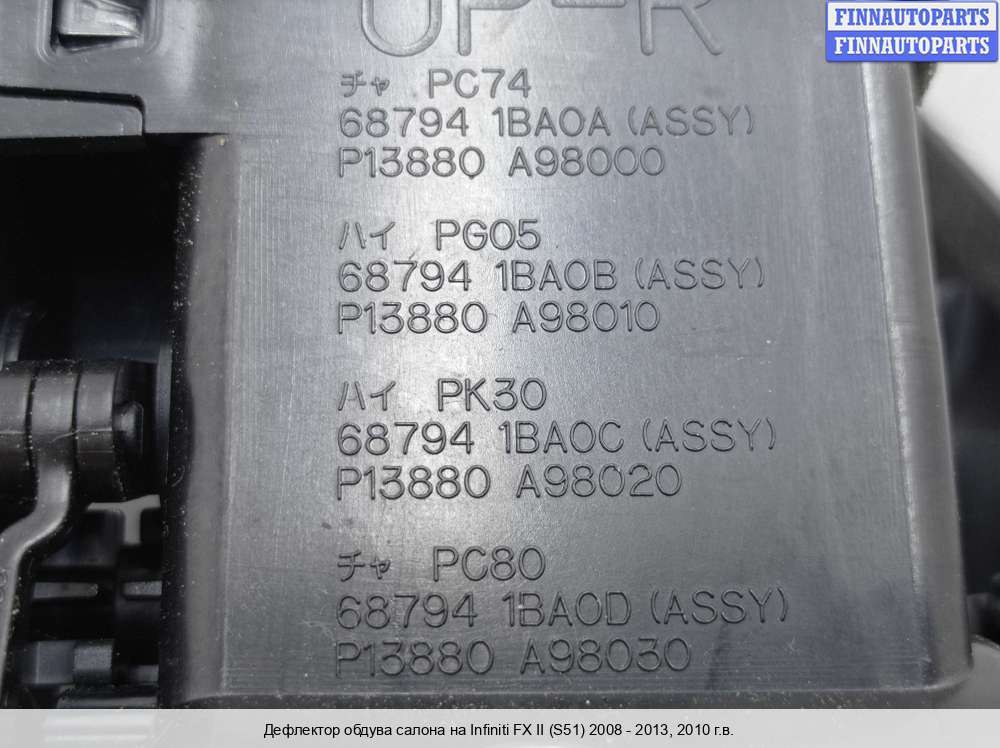 FINNAUTOPARTS
FINNAUTOPARTS
UP-R
チャ PC74
68794 1BA0A (ASSY)
P13880 A98000
ハイ PG05
68794 1BA0B (ASSY)
P13880 A98010
ハイ PK30
68794 1BA0C (ASSY)
P13880 A98020
チャ PC80
68794 1BA0D (ASSY)
P13880 A98030
Дефлектор обдува салона на Infiniti FX II (S51) 2008 - 2013, 2010 г.в.